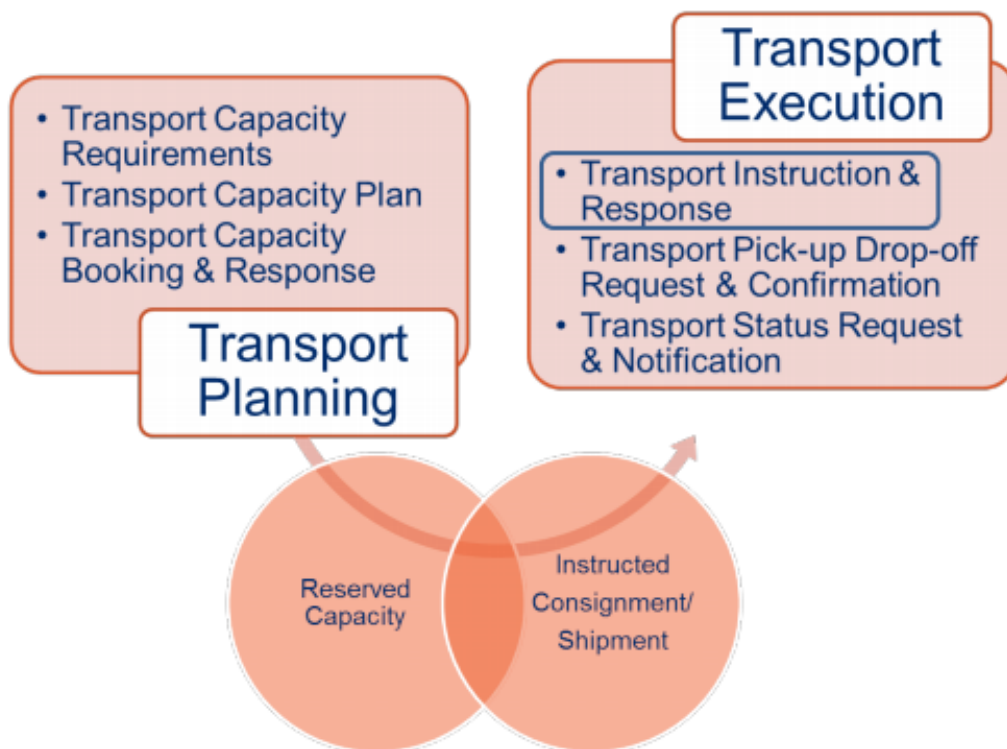 • Transport Capacity
Requirements
• Transport Capacity Plan
• Transport Capacity
Booking & Response
Transport
Planning
Transport
Execution
• Transport Instruction &
Response
• Transport Pick-up Drop-off
Request & Confirmation
• Transport Status Request
& Notification
Reserved
Capacity
Instructed
Consignment/
Shipment